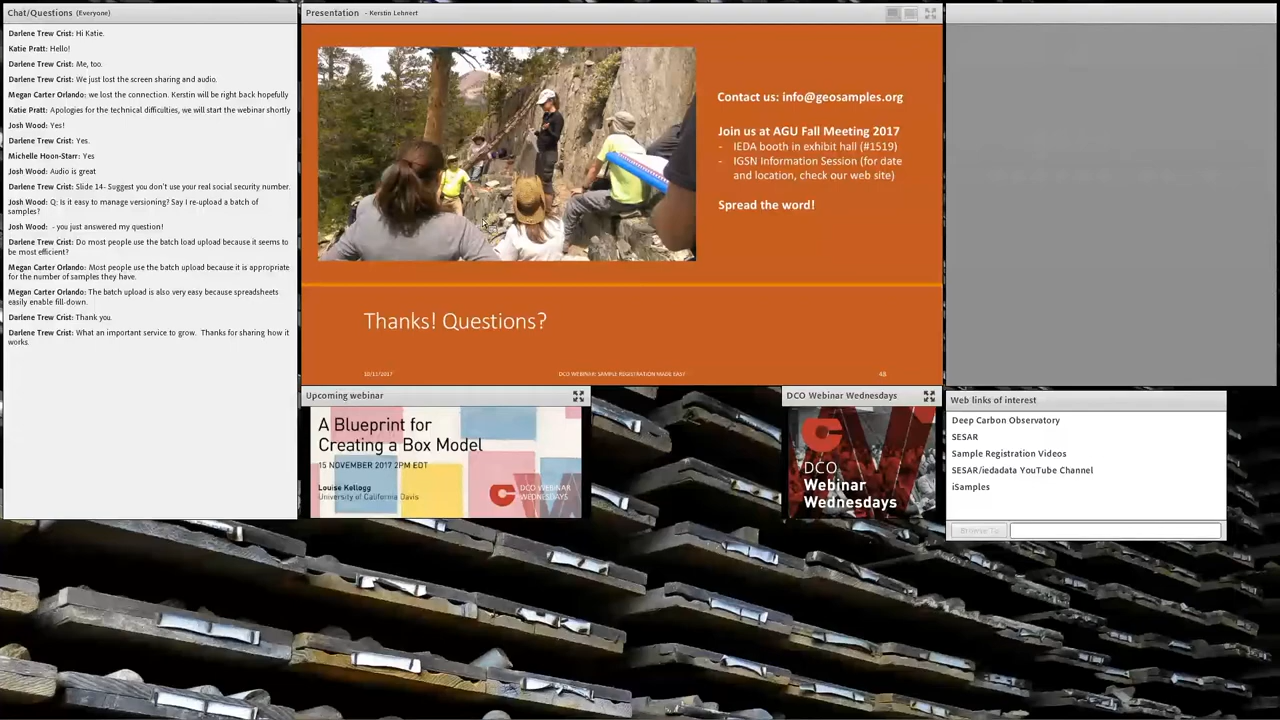 Chat/Questions (Everyone)
Darlene Trew Crist: Hi Katie.
Katie Pratt: Hello!
Darlene Trew Crist: Me, too.
Darlene Trew Crist: We just lost the screen sharing and audio.
Megan Carter Orlando: we lost the connection. Kerstin will be right back hopefully
Katie Pratt: Apologies for the technical difficulties, we will start the webinar shortly
Josh Wood: Yes!
Darlene Trew Crist: Yes.
Michelle Hoon-Starr: Yes
Josh Wood: Audio is great
Darlene Trew Crist: Slide 14- Suggest you don't use your real social security number.
Josh Wood: Q: Is it easy to manage versioning? Say I re-upload a batch of
samples?
Josh Wood: - you just answered my question!
Darlene Trew Crist: Do most people use the batch load upload because it seems to
be most efficient?
Megan Carter Orlando: Most people use the batch upload because it is appropriate
for the number of samples they have.
Megan Carter Orlando: The batch upload is also very easy because spreadsheets
easily enable fill-down.
Darlene Trew Crist: Thank you.
Darlene Trew Crist: What an important service to grow. Thanks for sharing how it
works.
Presentation - Kerstin Lehnert
Contact us: info@geosamples.org
Join us at AGU Fall Meeting 2017
- IEDA booth in exhibit hall (#1519)
- IGSN Information Session (for date
and location, check our web site)
Spread the word!
Thanks! Questions?
DCO WEBINAR: SAMPLE REGISTRATION MADE EASY
Upcoming webinar
A Blueprint for
Creating a Box Model
15 NOVEMBER 2017 2PM EDT
Louise Kellogg
University of California Davis
DCO WEBINAR
WEDNESDAYS
DCO Webinar Wednesdays
DCO
Webinar
Wednesdays
Web links of interest
Deep Carbon Observatory
SESAR
Sample Registration Videos
SESAR/iedadata YouTube Channel
iSamples
Browse To